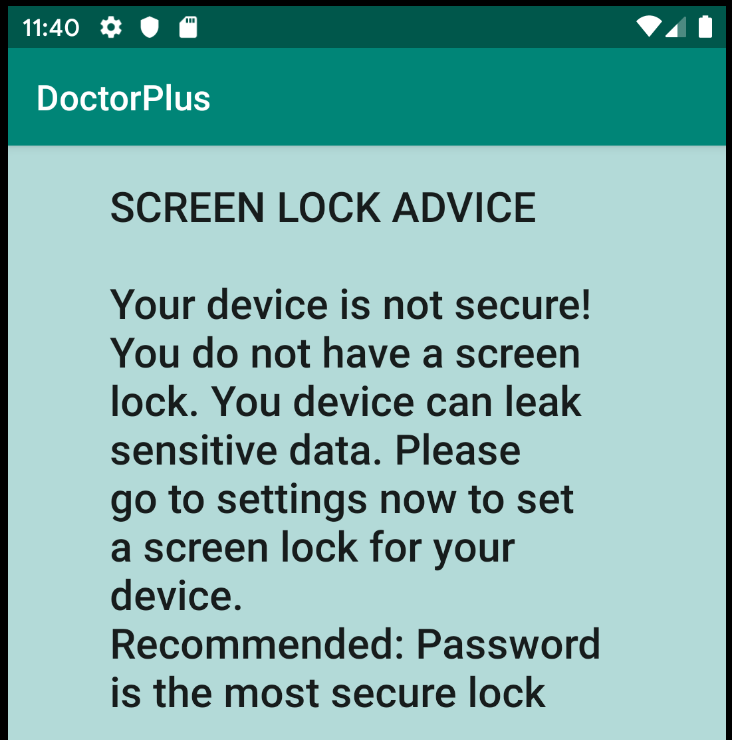 11:40
DoctorPlus
SCREEN LOCK ADVICE
Your device is not secure!
You do not have a screen
lock. You device can leak
sensitive data. Please
go to settings now to set
a screen lock for your
device.
Recommended: Password
is the most secure lock